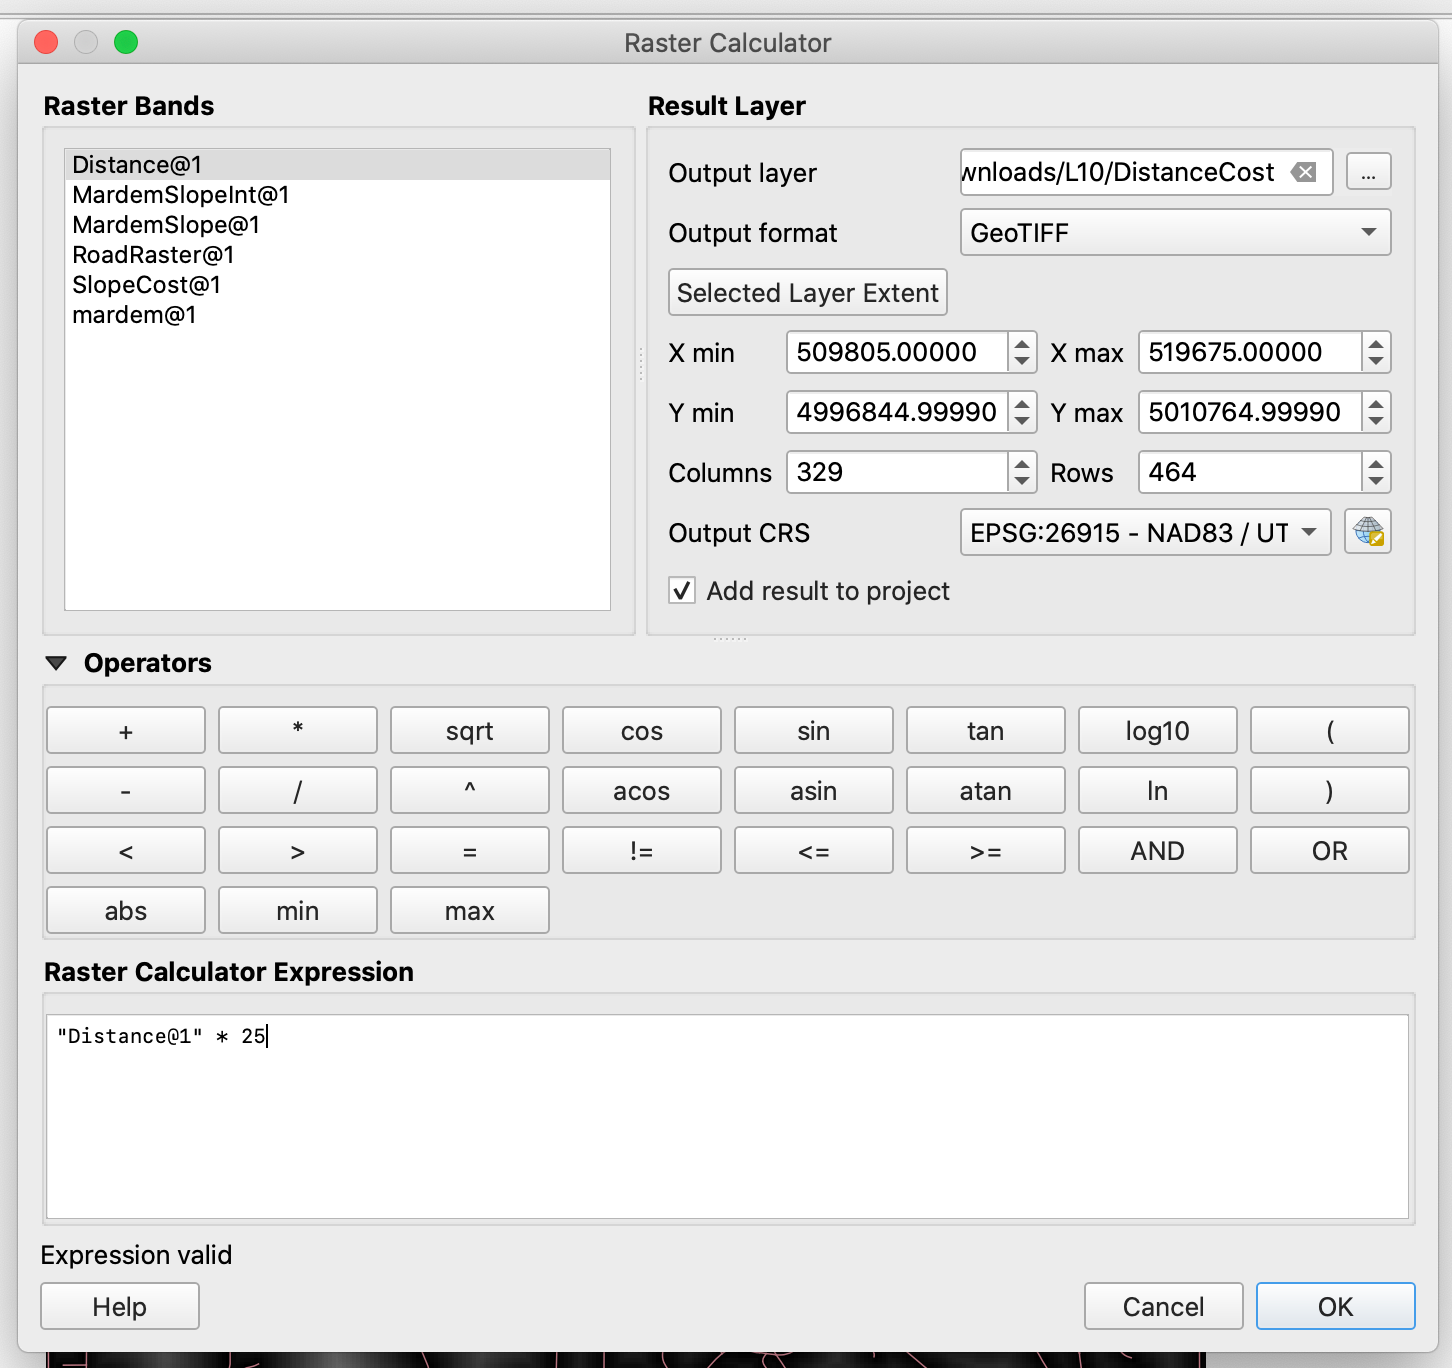 Raster Calculator
Raster Bands
Distance@1
MardemSlopeInt@1
MardemSlope@1
RoadRaster@1
SlopeCost@1
mardem@1
Result Layer
Output layer wnloads/L10/DistanceCost ...
Output format GeoTIFF
Selected Layer Extent
X min 509805.00000 X max 519675.00000
Y min 4996844.99990 Y max 5010764.99990
Columns 329 Rows 464
Output CRS EPSG:26915 - NAD83 / UT
Add result to project
Operators
+ * sqrt cos sin tan log10 (
- / ^ acos asin atan ln )
< > = != <= >= AND OR
abs min max
Raster Calculator Expression
"Distance@1" * 25
Expression valid
Help Cancel OK